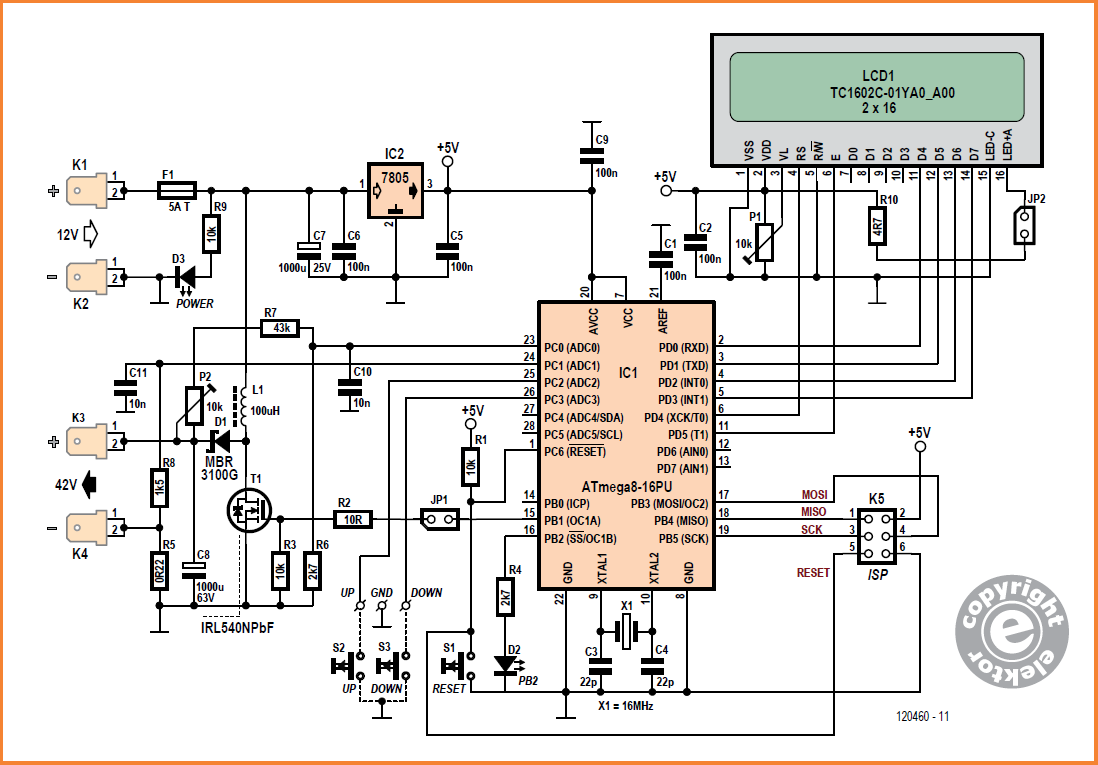 LCD1
TC1602C-01YA0_A00
2 x 16
VSS VDD VL RS R/W E D0 D1 D2 D3 D4 D5 D6 D7 LED-C LED+A
1 2 3 4 5 6 7 8 9 10 11 12 13 14 15 16
K1
1
2
+
F1
5A T
R9
10k
12V
−
1
2
K2
D3
POWER
C7
1000u 25V
C6
100n
IC2
7805
1
3
2
+5V
C5
100n
C9
100n
+5V
C2
100n
C1
100n
P1
10k
R10
4R7
JP2
R7
43k
C11
10n
P2
10k
L1
100uH
C10
10n
K3
+
1
2
D1
MBR
3100G
42V
−
1
2
K4
R8
1k5
R5
0R22
T1
C8
1000u
63V
IRL540NPbF
R2
10R
JP1
R3
10k
R6
2k7
+5V
R1
10k
UP GND DOWN
S2
UP
S3
DOWN
S1
RESET
R4
2k7
D2
PB2
20 7 21
AVCC VCC AREF
IC1
ATmega8-16PU
23 PC0 (ADC0)
24 PC1 (ADC1)
25 PC2 (ADC2)
26 PC3 (ADC3)
27 PC4 (ADC4/SDA)
28 PC5 (ADC5/SCL)
1 PC6 (RESET)
14 PB0 (ICP)
15 PB1 (OC1A)
16 PB2 (SS/OC1B)
PD0 (RXD) 2
PD1 (TXD) 3
PD2 (INT0) 4
PD3 (INT1) 5
PD4 (XCK/T0) 6
PD5 (T1) 11
PD6 (AIN0) 12
PD7 (AIN1) 13
PB3 (MOSI/OC2) 17
PB4 (MISO) 18
PB5 (SCK) 19
GND XTAL1 XTAL2 GND
22 9 10 8
X1
C3
22p
C4
22p
X1 = 16MHz
+5V
MOSI
MISO
SCK
RESET
K5
1 2
3 4
5 6
ISP
copyright
e
elektor
120460 - 11